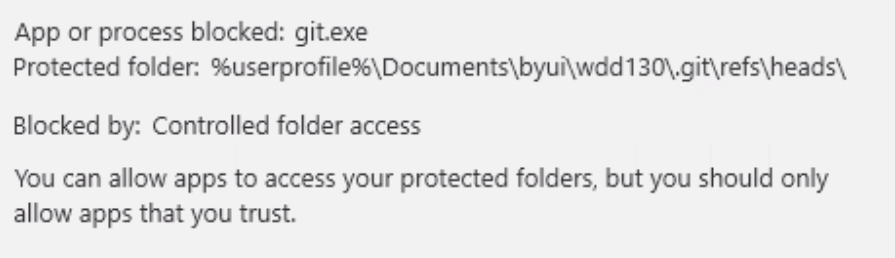 App or process blocked: git.exe
Protected folder: %userprofile%\Documents\byui\wdd130\.git\refs\heads\
Blocked by: Controlled folder access
You can allow apps to access your protected folders, but you should only
allow apps that you trust.